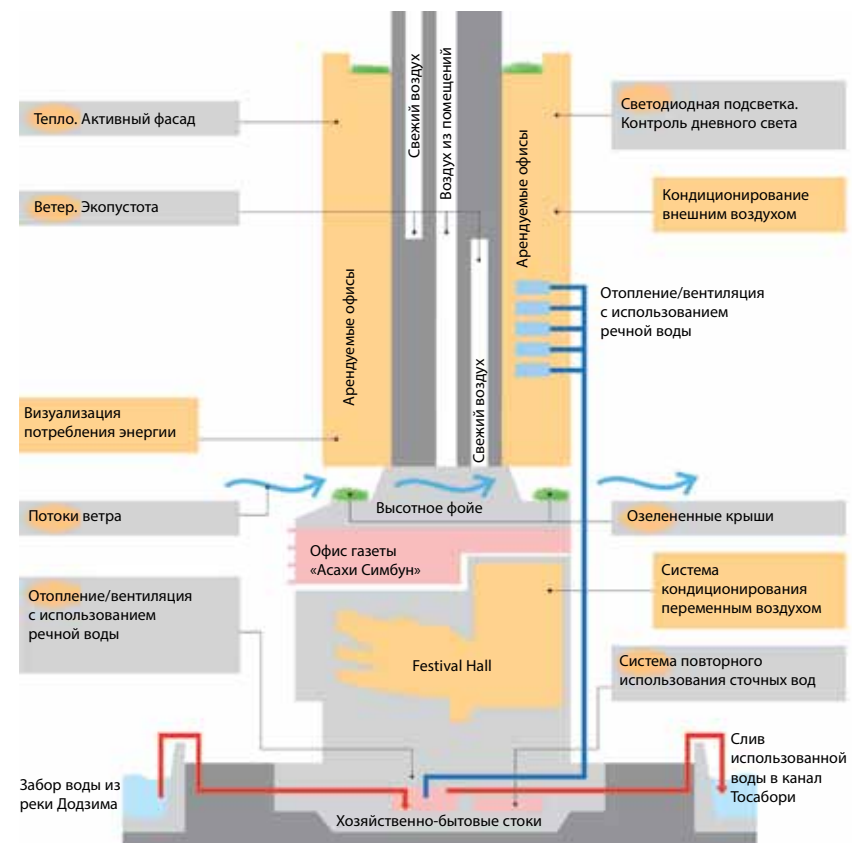 Тепло. Активный фасад
Ветер. Экопустота
Свежий воздух
Воздух из помещений
Арендуемые офисы
Светодиодная подсветка.
Контроль дневного света
Кондиционирование
внешним воздухом
Отопление/вентиляция
с использованием
речной воды
Арендуемые офисы
Свежий воздух
Визуализация
потребления энергии
Потоки ветра
Высотное фойе
Озелененные крыши
Офис газеты
«Асахи Симбун»
Система
кондиционирования
переменным воздухом
Отопление/вентиляция
с использованием
речной воды
Festival Hall
Система повторного
использования сточных вод
Забор воды из
реки Додзима
Хозяйственно-бытовые стоки
Слив
использованной
воды в канал
Тосабори